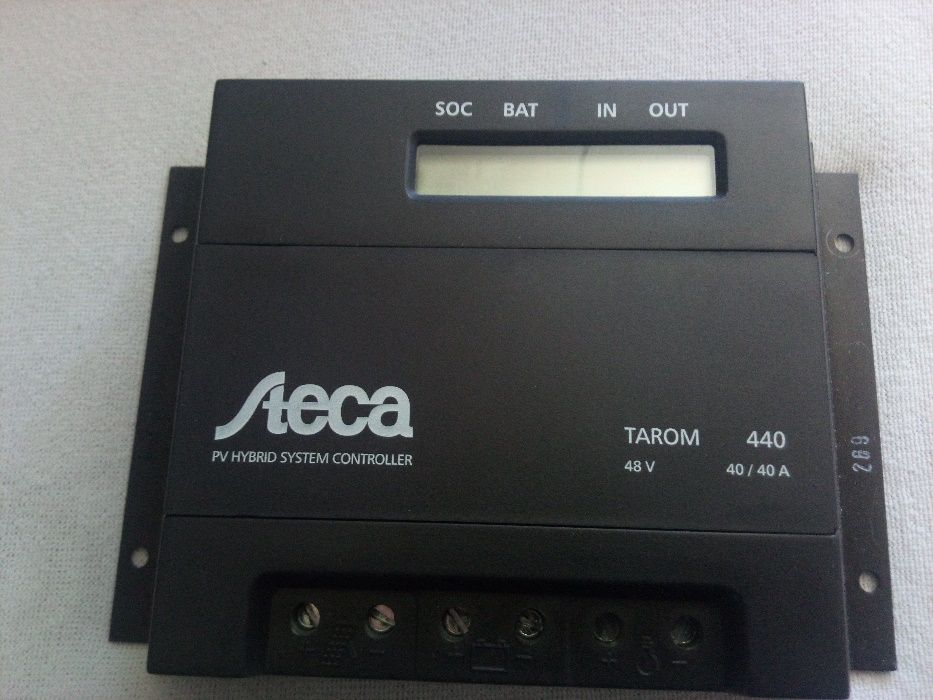 SOC BAT IN OUT
Steca
PV HYBRID SYSTEM CONTROLLER
TAROM 440
48 V 40 / 40 A
269
+ - + - + -